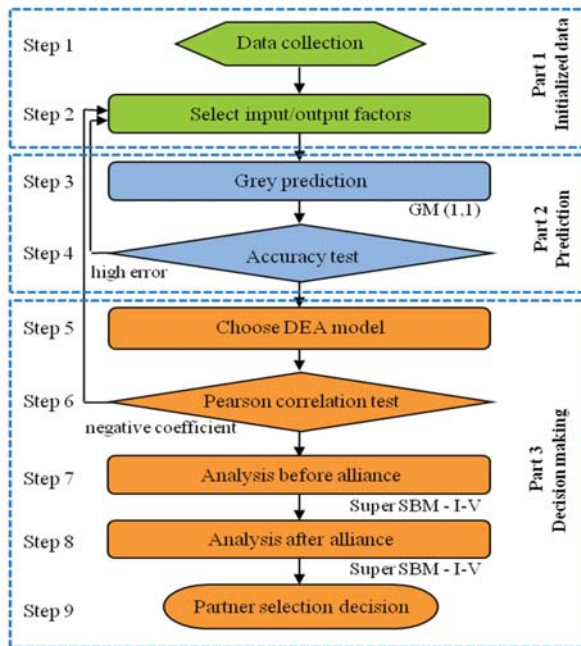 Step 1
Data collection
Step 2
Select input/output factors
Part 1
Initialized data
Step 3
Grey prediction
GM (1,1)
Step 4
Accuracy test
high error
Part 2
Prediction
Step 5
Choose DEA model
Step 6
Pearson correlation test
negative coefficient
Step 7
Analysis before alliance
Super SBM - I-V
Step 8
Analysis after alliance
Super SBM - I-V
Step 9
Partner selection decision
Part 3
Decision making